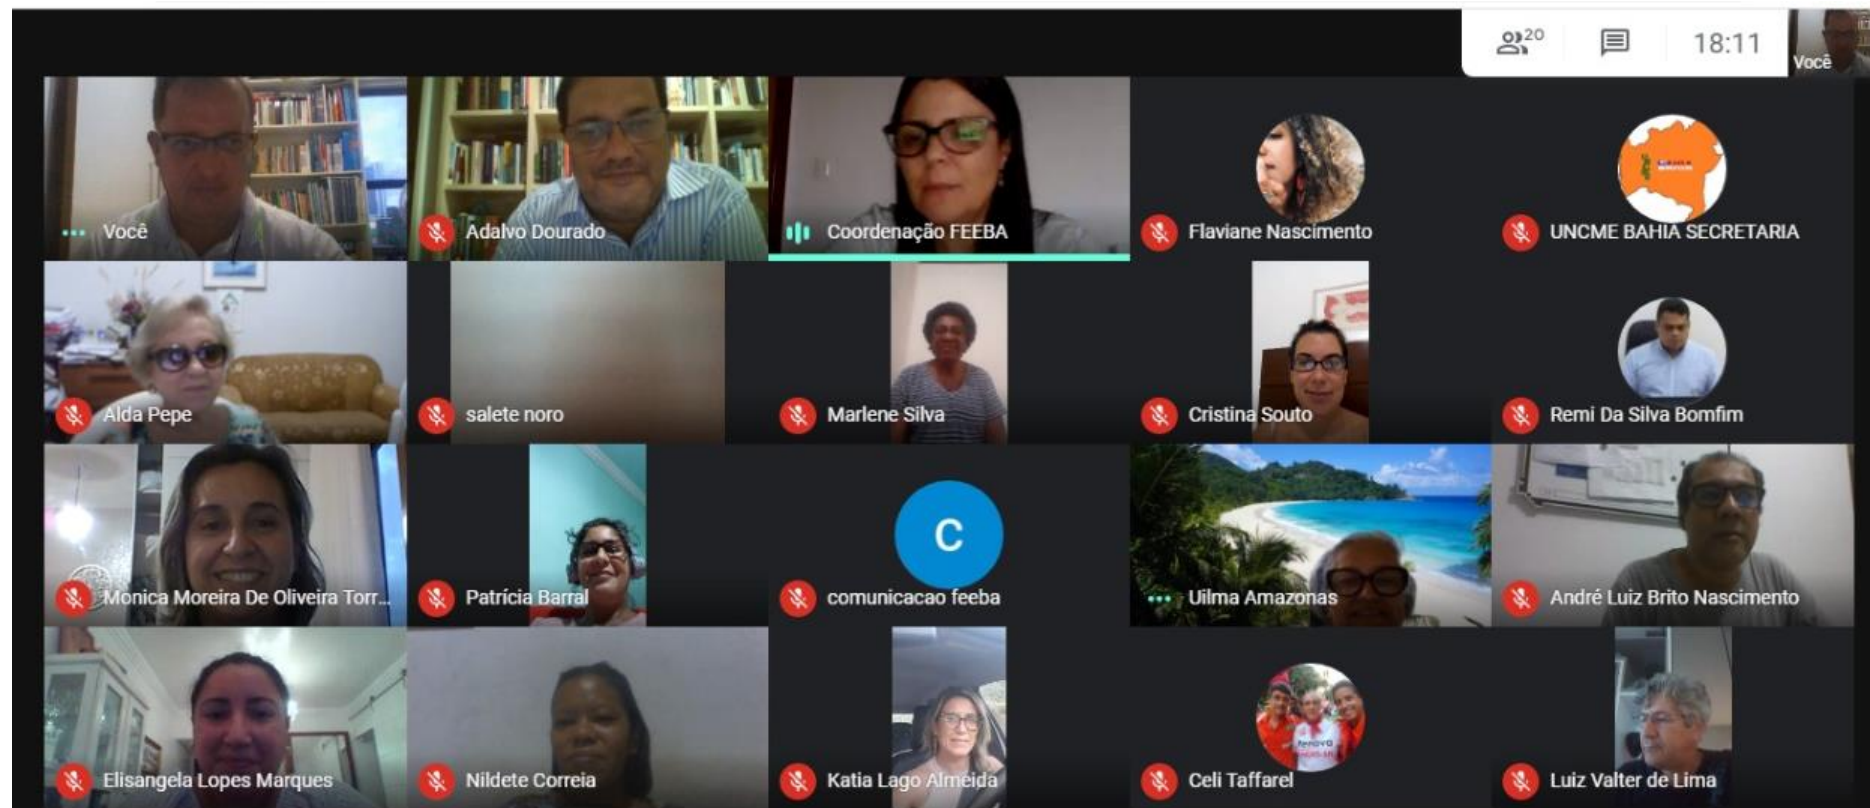 20
18:11
Você
Você
Adalvo Dourado
Coordenação FEEBA
Flaviane Nascimento
UNCME BAHIA SECRETARIA
Alda Pepe
salete noro
Marlene Silva
Cristina Souto
Remi Da Silva Bomfim
Monica Moreira De Oliveira Torr...
Patrícia Barral
C
comunicacao feeba
Uilma Amazonas
André Luiz Brito Nascimento
Elisangela Lopes Marques
Nildete Correia
Katia Lago Almeida
Renova
Celi Taffarel
Luiz Valter de Lima